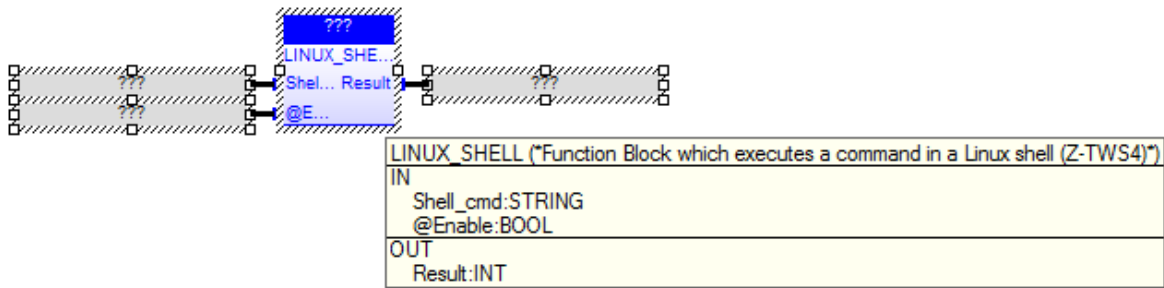 ???
LINUX_SHE...
??? Shel... Result ???
??? @E...
LINUX_SHELL (*Function Block which executes a command in a Linux shell (Z-TWS4)*)
IN
Shell_cmd:STRING
@Enable:BOOL
OUT
Result:INT